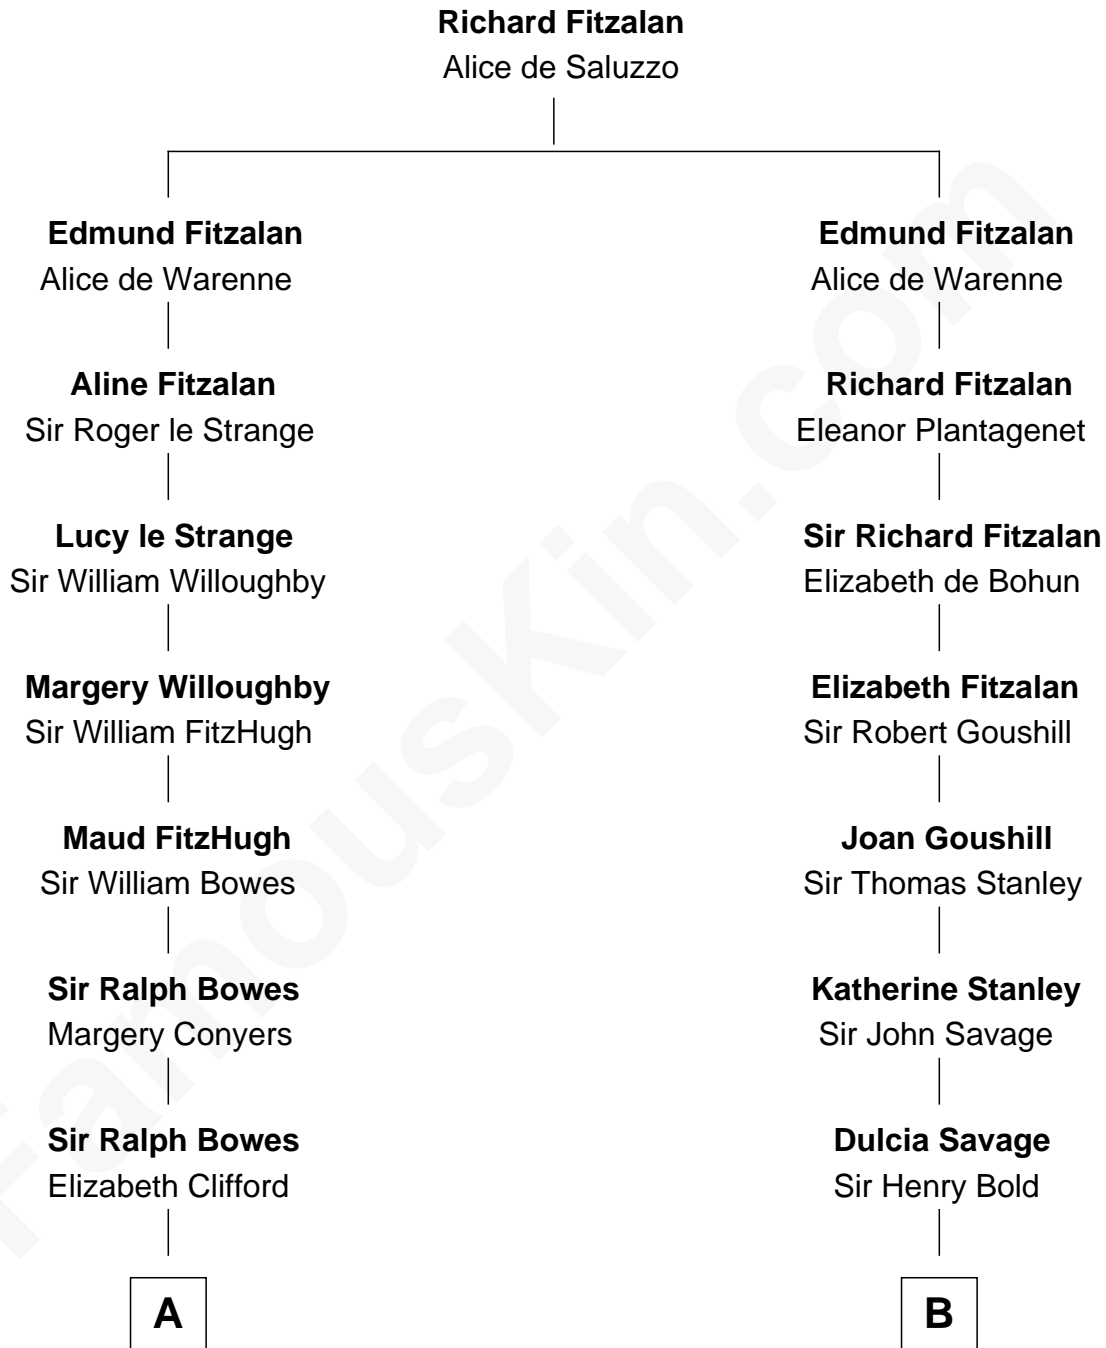 Richard Fitzalan
Alice de Saluzzo
Edmund Fitzalan
Alice de Warenne
Edmund Fitzalan
Alice de Warenne
Aline Fitzalan
Sir Roger le Strange
Richard Fitzalan
Eleanor Plantagenet
Lucy le Strange
Sir William Willoughby
Sir Richard Fitzalan
Elizabeth de Bohun
Margery Willoughby
Sir William FitzHugh
Elizabeth Fitzalan
Sir Robert Goushill
Maud FitzHugh
Sir William Bowes
Joan Goushill
Sir Thomas Stanley
Sir Ralph Bowes
Margery Conyers
Katherine Stanley
Sir John Savage
Sir Ralph Bowes
Elizabeth Clifford
Dulcia Savage
Sir Henry Bold
A
B
FamousKin.com